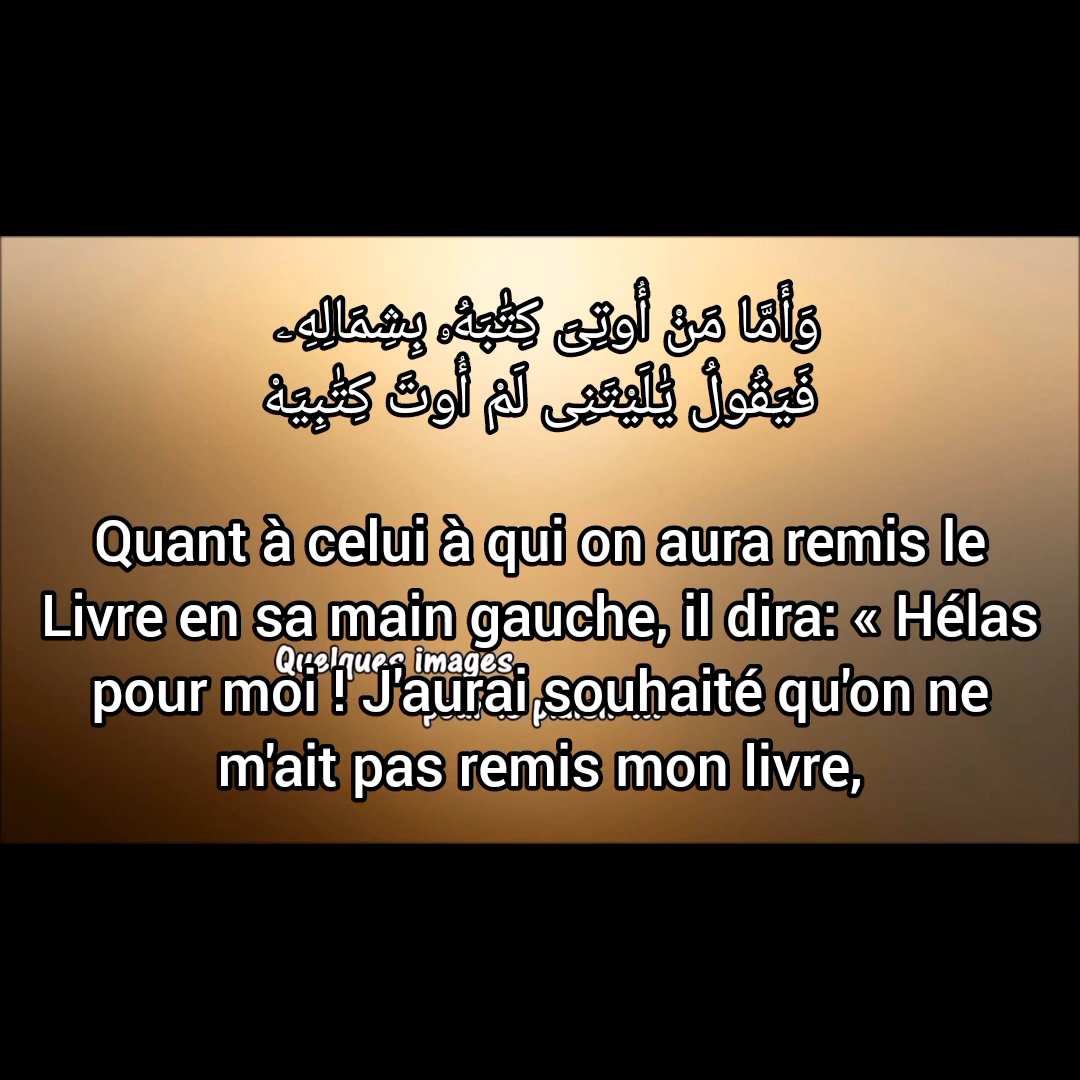 وَأَمَّا مَنْ أُوتِىَ كِتَٰبَهُۥ بِشِمَالِهِۦ
فَيَقُولُ يَٰلَيْتَنِى لَمْ أُوتَ كِتَٰبِيَهْ
Quant à celui à qui on aura remis le
Livre en sa main gauche, il dira: « Hélas
Quelques images
pour moi ! J'aurai souhaité qu'on ne
m'ait pas remis mon livre,